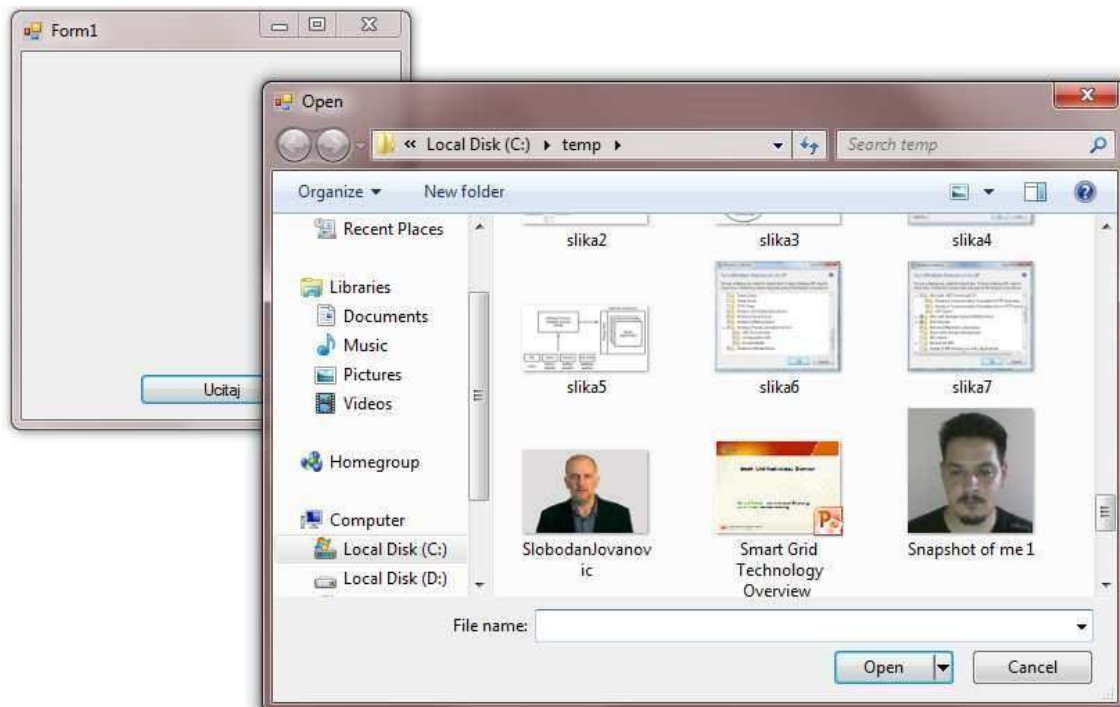 Form1
Open
« Local Disk (C:) ▸ temp ▸
Search temp
Organize
New folder
Recent Places
Libraries
Documents
Music
Pictures
Videos
Homegroup
Computer
Local Disk (C:)
Local Disk (D:)
slika2
slika3
slika4
slika5
slika6
slika7
SlobodanJovanov
ic
Smart Grid
Technology
Overview
Snapshot of me 1
Ucitaj
File name:
Open
Cancel